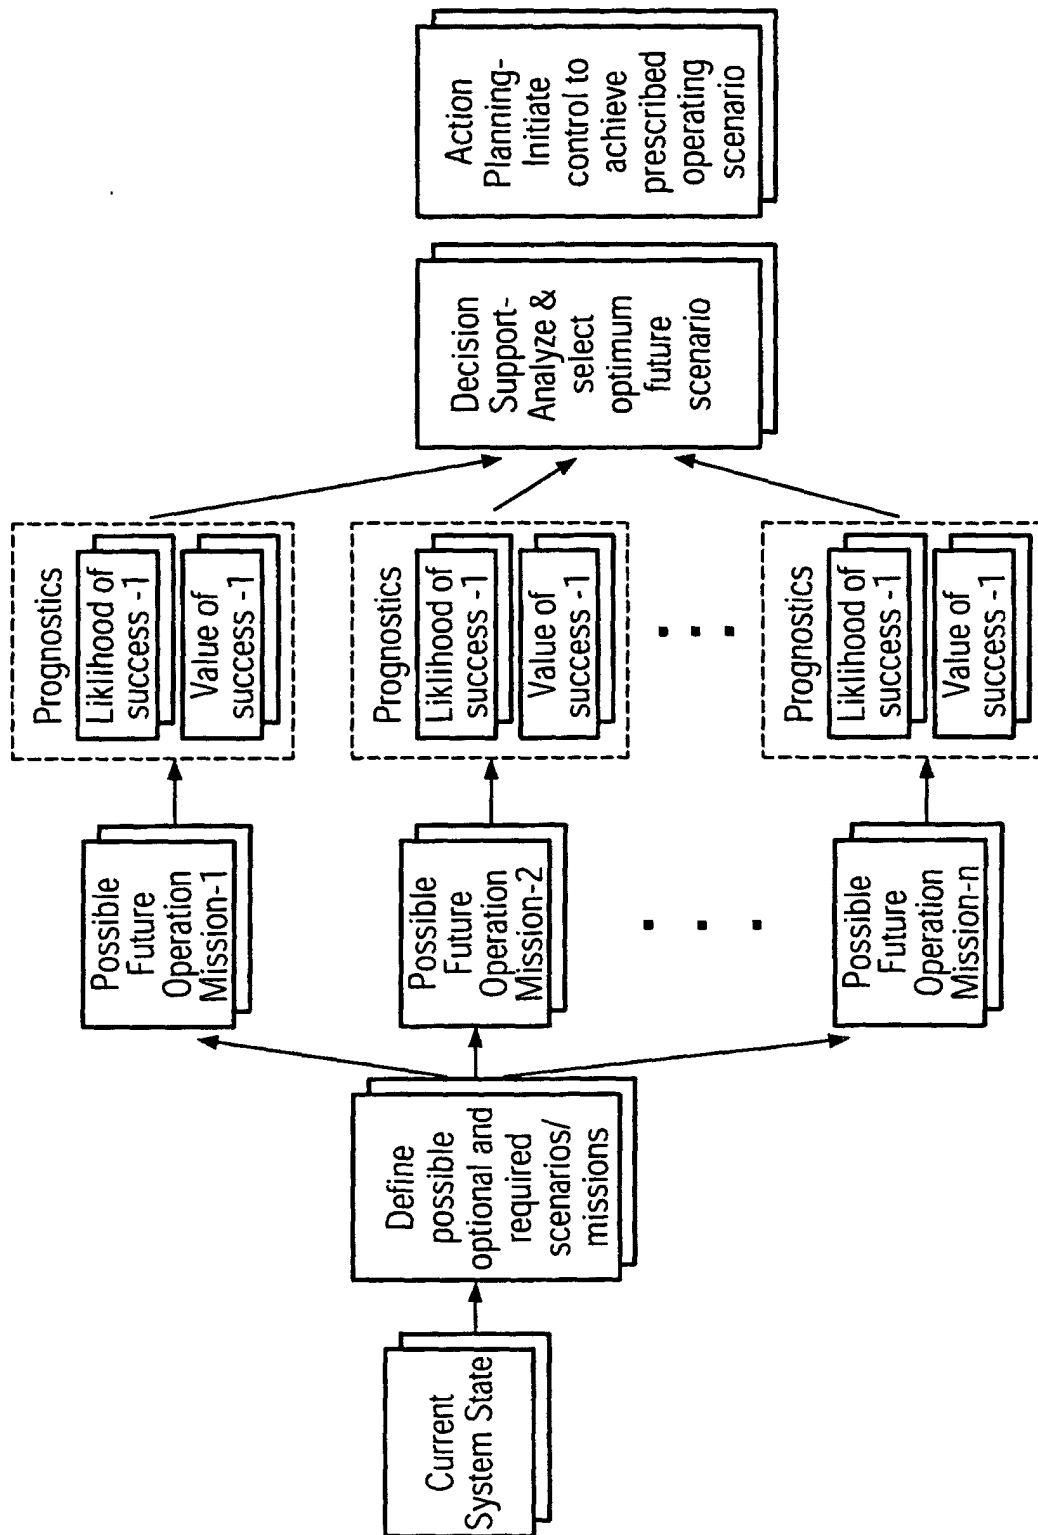 Current
System State
Define
possible
optional and
required
scenarios/
missions
Possible
Future
Operation
Mission-1
Possible
Future
Operation
Mission-2
Possible
Future
Operation
Mission-n
Prognostics
Liklihood of
success -1
Value of
success -1
Prognostics
Liklihood of
success -1
Value of
success -1
Prognostics
Liklihood of
success -1
Value of
success -1
Decision
Support-
Analyze &
select
optimum
future
scenario
Action
Planning-
Initiate
control to
achieve
prescribed
operating
scenario